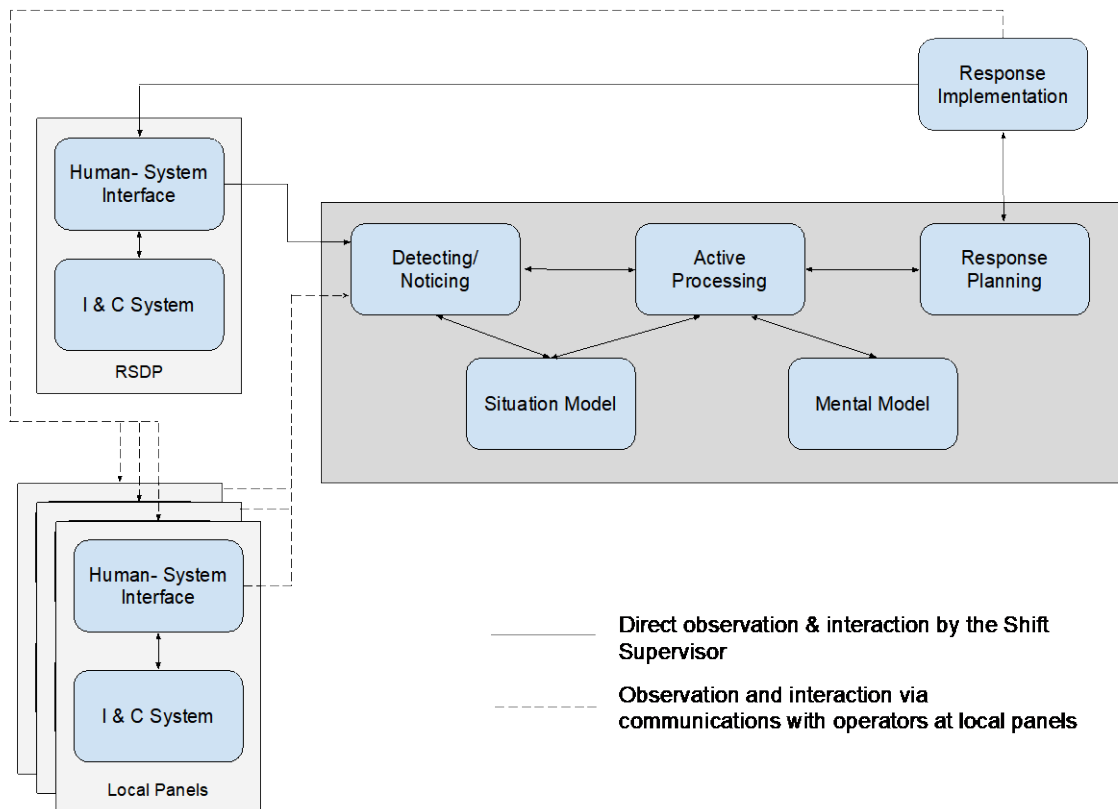 Response
Implementation
Human- System
Interface
I & C System
RSDP
Detecting/
Noticing
Active
Processing
Response
Planning
Situation Model
Mental Model
Human- System
Interface
I & C System
Local Panels
Direct observation & interaction by the Shift
Supervisor
Observation and interaction via
communications with operators at local panels